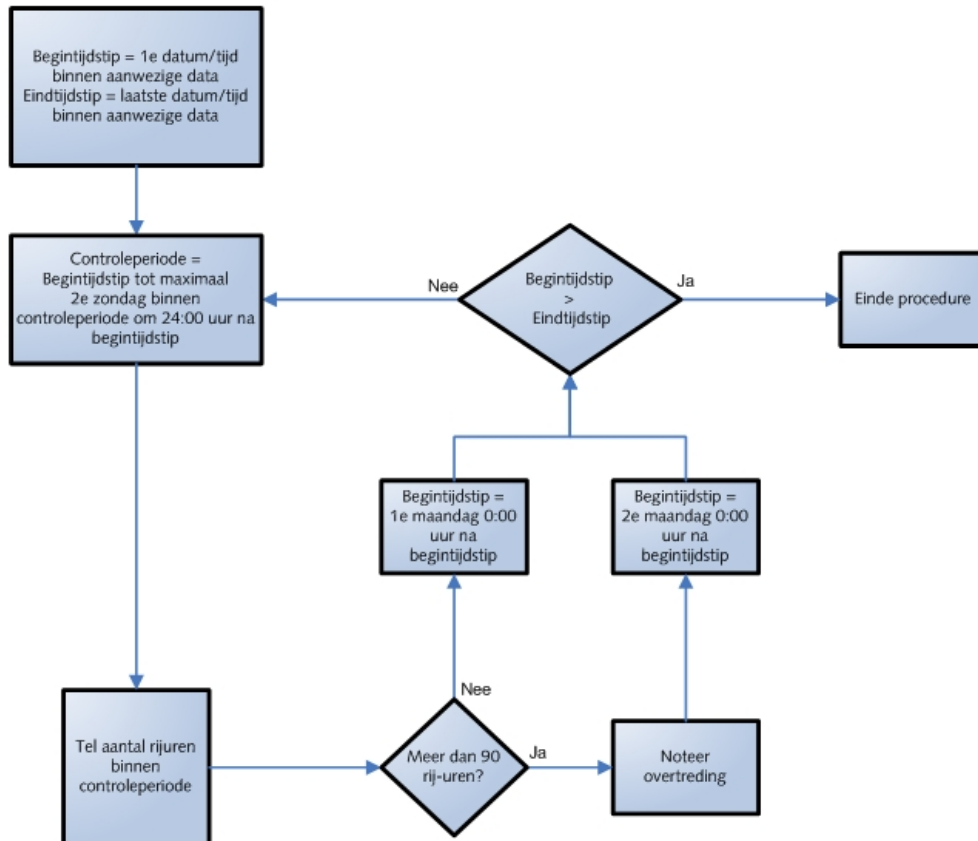 Begintijdstip = 1e datum/tijd
binnen aanwezige data
Eindtijdstip = laatste datum/tijd
binnen aanwezige data
Controleperiode =
Begintijdstip tot maximaal
2e zondag binnen
controleperiode om 24:00 uur na
begintijdstip
Nee
Begintijdstip
>
Eindtijdstip
Ja
Einde procedure
Begintijdstip =
1e maandag 0:00
uur na
begintijdstip
Begintijdstip =
2e maandag 0:00
uur na
begintijdstip
Nee
Tel aantal rijuren
binnen
controleperiode
Meer dan 90
rij-uren?
Ja
Noteer
overtreding